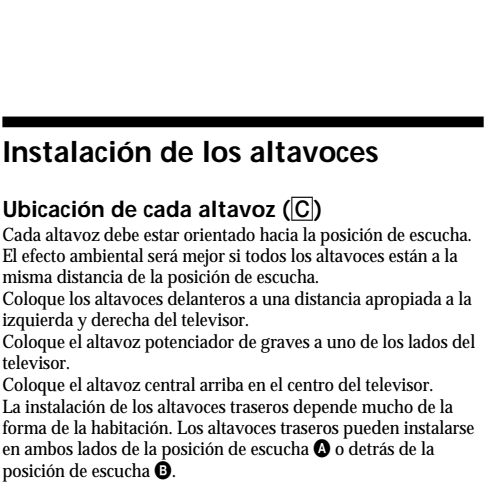 Instalación de los altavoces
Ubicación de cada altavoz (C)
Cada altavoz debe estar orientado hacia la posición de escucha.
El efecto ambiental será mejor si todos los altavoces están a la
misma distancia de la posición de escucha.
Coloque los altavoces delanteros a una distancia apropiada a la
izquierda y derecha del televisor.
Coloque el altavoz potenciador de graves a uno de los lados del
televisor.
Coloque el altavoz central arriba en el centro del televisor.
La instalación de los altavoces traseros depende mucho de la
forma de la habitación. Los altavoces traseros pueden instalarse
en ambos lados de la posición de escucha A o detrás de la
posición de escucha B.